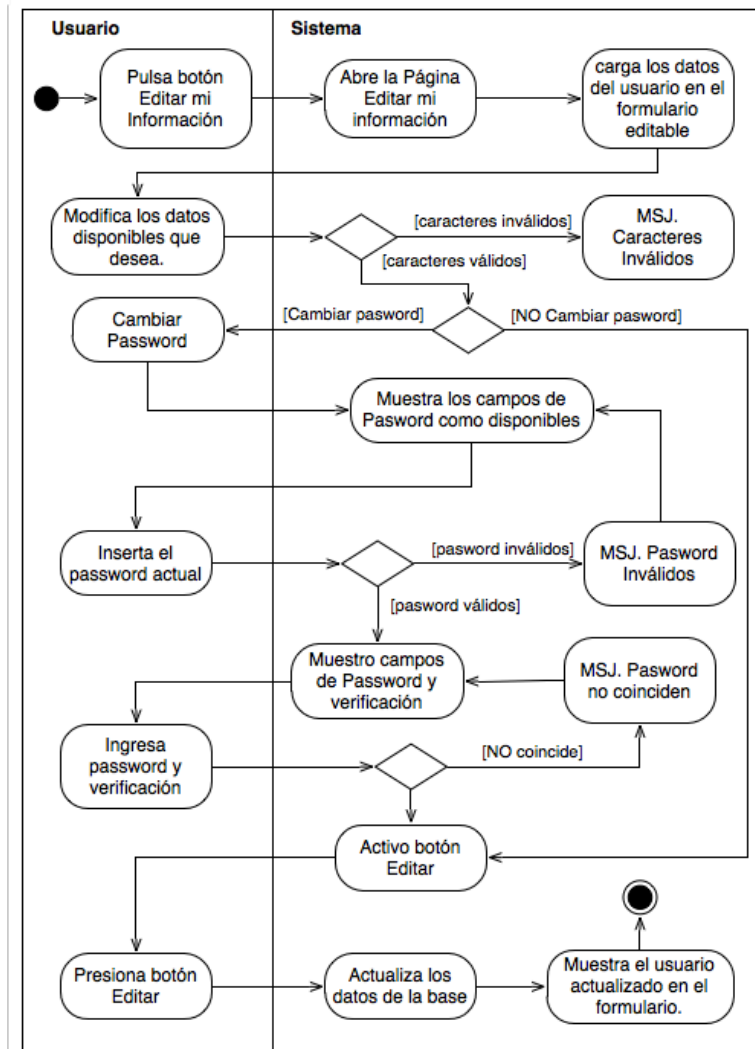 Usuario
Sistema
Pulsa botón
Editar mi
Información
Abre la Página
Editar mi
información
carga los datos
del usuario en el
formulario
editable
Modifica los datos
disponibles que
desea.
[caracteres inválidos]
MSJ.
Caracteres
Inválidos
[caracteres válidos]
Cambiar
Password
[Cambiar pasword]
[NO Cambiar pasword]
Muestra los campos de
Pasword como disponibles
Inserta el
password actual
[pasword inválidos]
MSJ. Pasword
Inválidos
[pasword válidos]
Muestro campos
de Password y
verificación
MSJ. Pasword
no coinciden
Ingresa
password y
verificación
[NO coincide]
Activo botón
Editar
Presiona botón
Editar
Actualiza los
datos de la base
Muestra el usuario
actualizado en el
formulario.